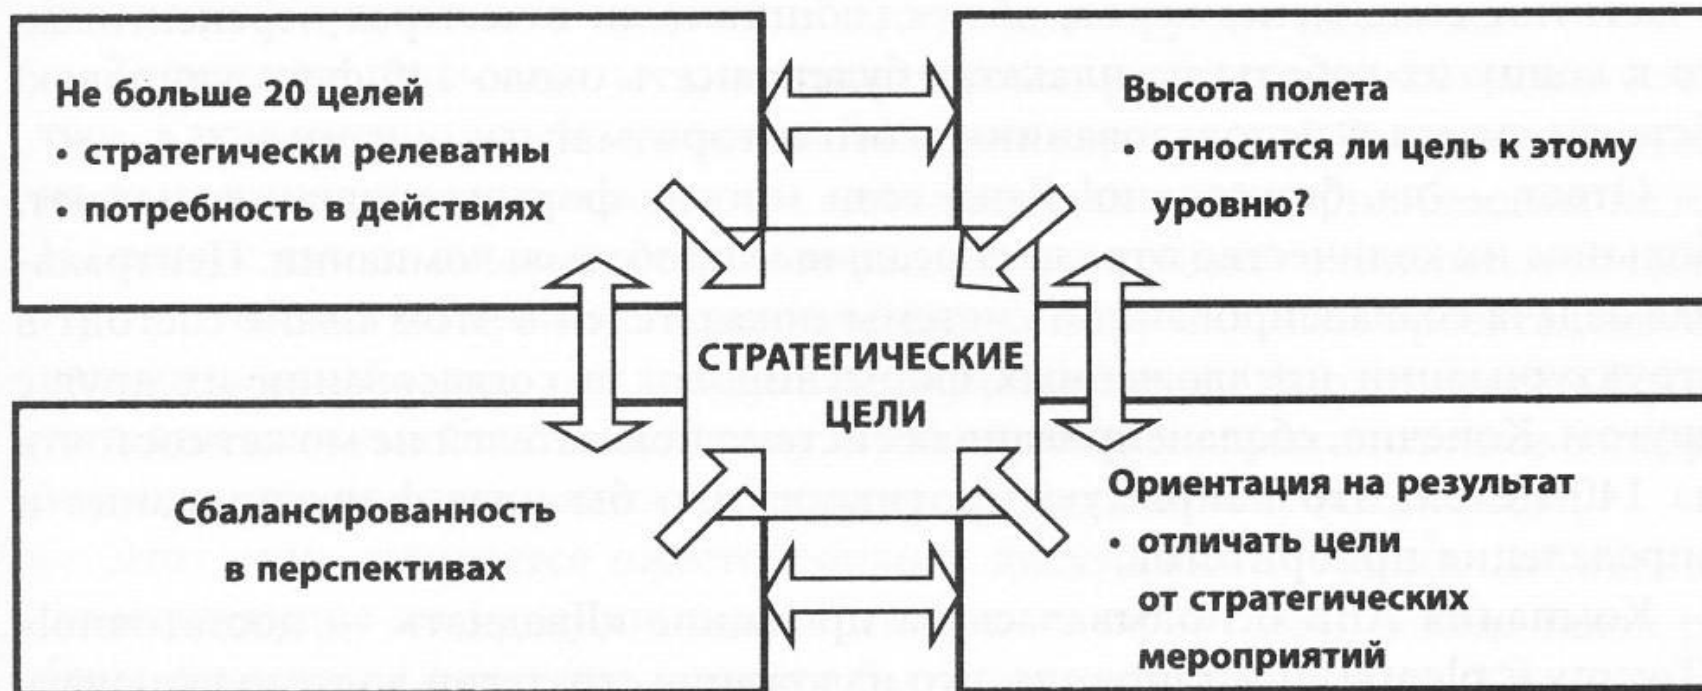 Не больше 20 целей
• стратегически релеватны
• потребность в действиях
Высота полета
• относится ли цель к этому
уровню?
СТРАТЕГИЧЕСКИЕ
ЦЕЛИ
Сбалансированность
в перспективах
Ориентация на результат
• отличать цели
от стратегических
мероприятий